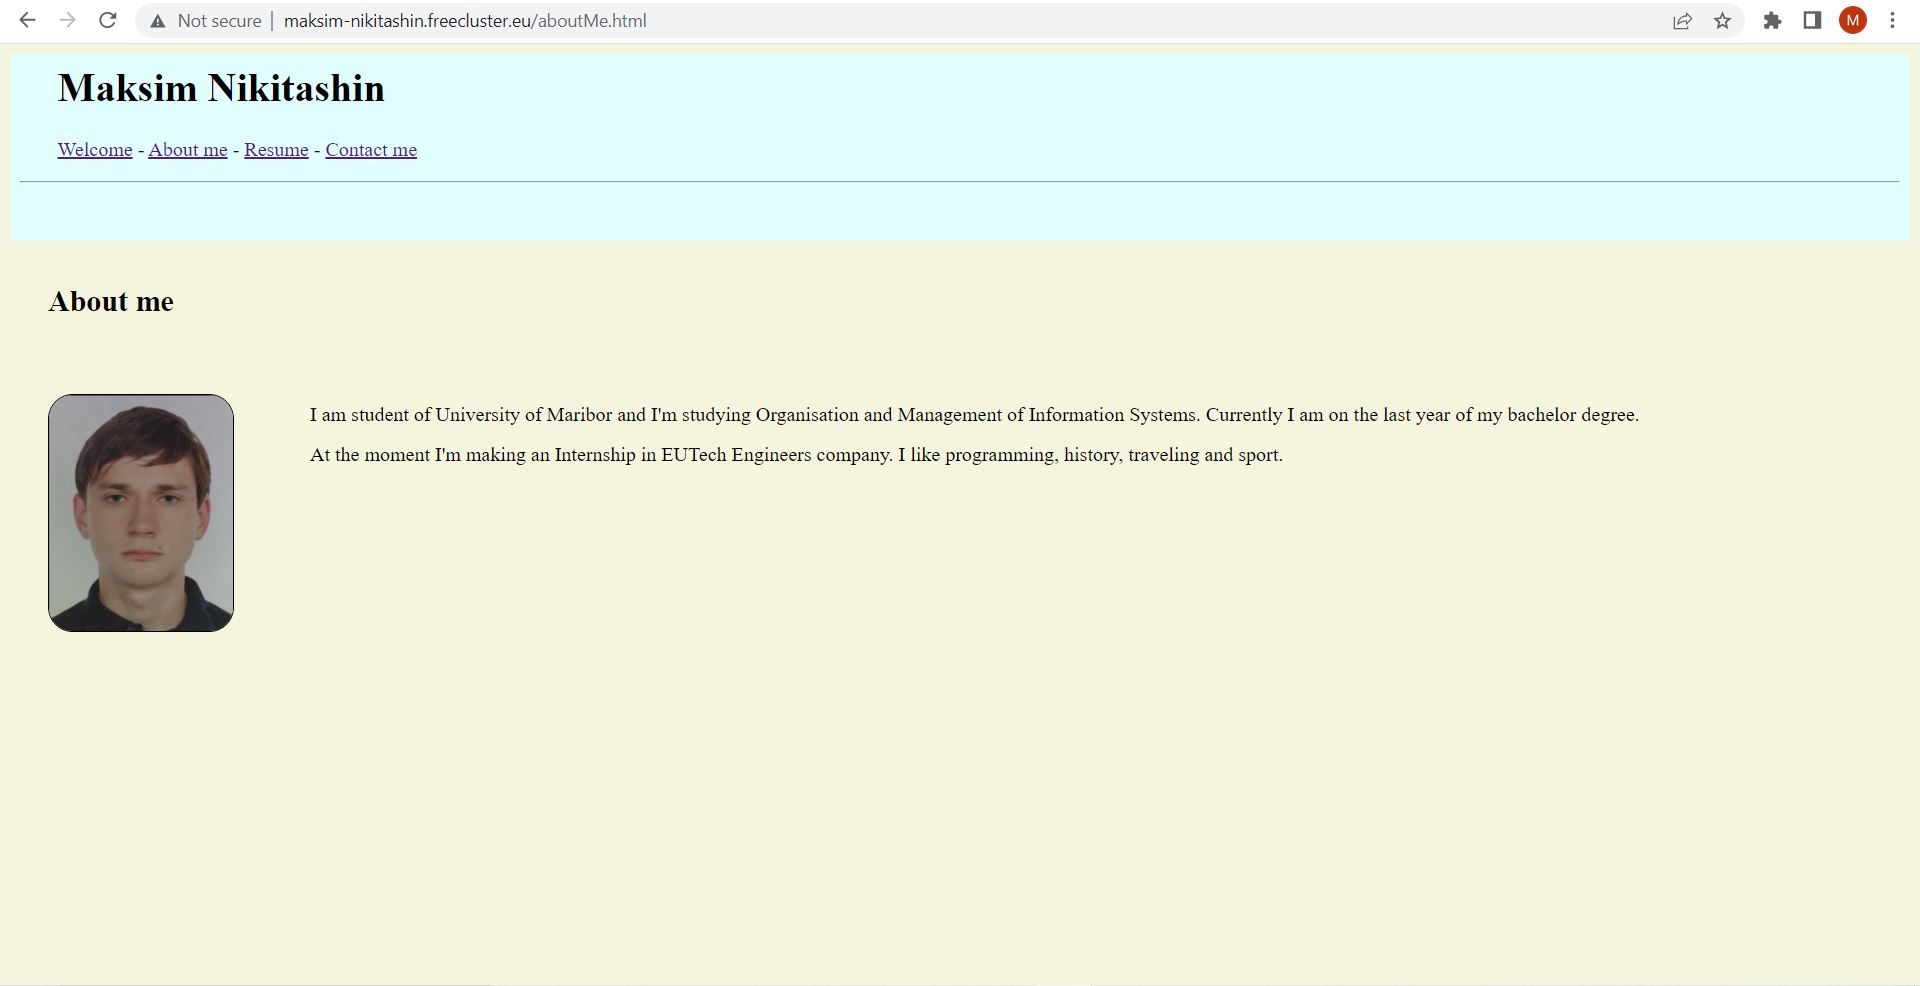 Not secure | maksim-nikitashin.freecluster.eu/aboutMe.html
M
Maksim Nikitashin
Welcome - About me - Resume - Contact me
About me
I am student of University of Maribor and I'm studying Organisation and Management of Information Systems. Currently I am on the last year of my bachelor degree.
At the moment I'm making an Internship in EUTech Engineers company. I like programming, history, traveling and sport.